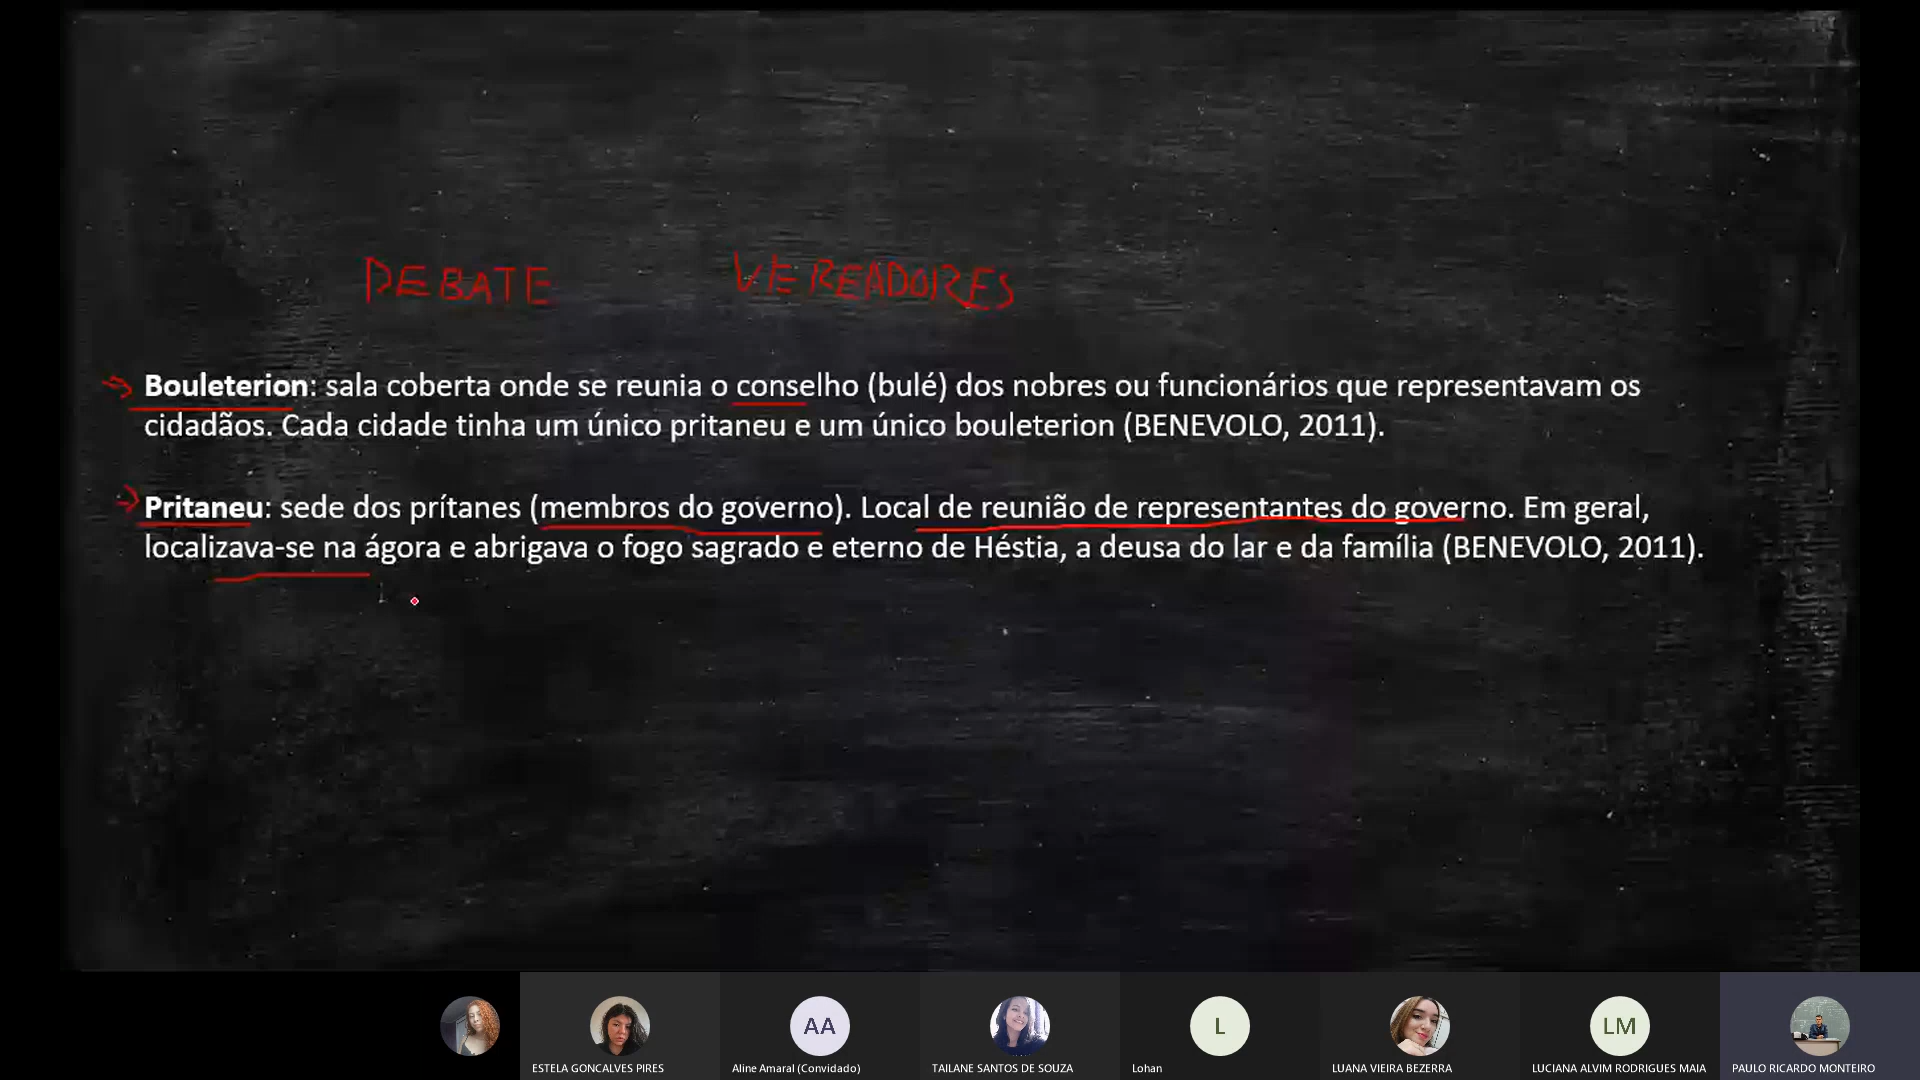 DEBATE VEREADORES
Bouleterion: sala coberta onde se reunia o conselho (bulé) dos nobres ou funcionários que representavam os
cidadãos. Cada cidade tinha um único pritaneu e um único bouleterion (BENEVOLO, 2011).
Pritaneu: sede dos prítanes (membros do governo). Local de reunião de representantes do governo. Em geral,
localizava-se na ágora e abrigava o fogo sagrado e eterno de Héstia, a deusa do lar e da família (BENEVOLO, 2011).
AA L LM
ESTELA GONCALVES PIRES Aline Amaral (Convidado) TAILANE SANTOS DE SOUZA Lohan LUANA VIEIRA BEZERRA LUCIANA ALVIM RODRIGUES MAIA PAULO RICARDO MONTEIRO